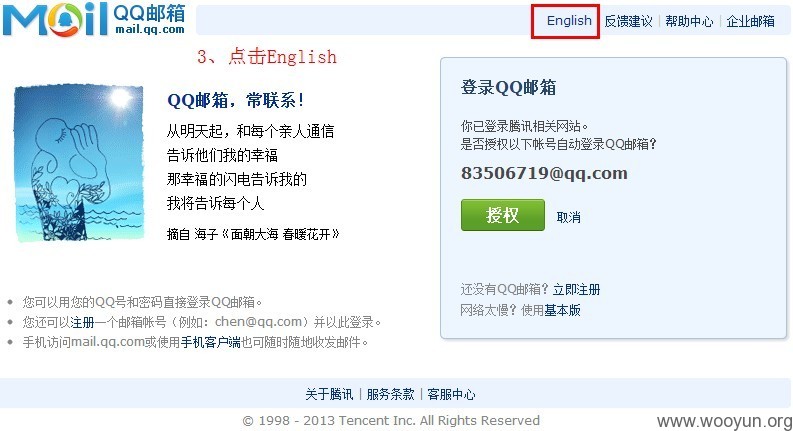 Mail QQ邮箱
mail.qq.com
English 反馈建议 | 帮助中心 | 企业邮箱
3、点击English
QQ邮箱，常联系！
从明天起，和每个亲人通信
告诉他们我的幸福
那幸福的闪电告诉我的
我将告诉每个人
摘自 海子《面朝大海 春暖花开》
登录QQ邮箱
你已登录腾讯相关网站。
是否授权以下帐号自动登录QQ邮箱？
83506719@qq.com
授权 取消
还没有QQ邮箱？立即注册
网络太慢？使用基本版
• 您可以用您的QQ号和密码直接登录QQ邮箱。
• 您还可以注册一个邮箱帐号（例如：chen@qq.com）并以此登录。
• 手机访问mail.qq.com或使用手机客户端也可随时随地收发邮件。
关于腾讯 | 服务条款 | 客服中心
© 1998 - 2013 Tencent Inc. All Rights Reserved
www.wooyun.org